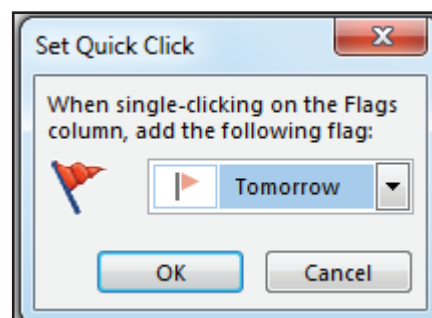 Set Quick Click
When single-clicking on the Flags
column, add the following flag:
Tomorrow
OK
Cancel